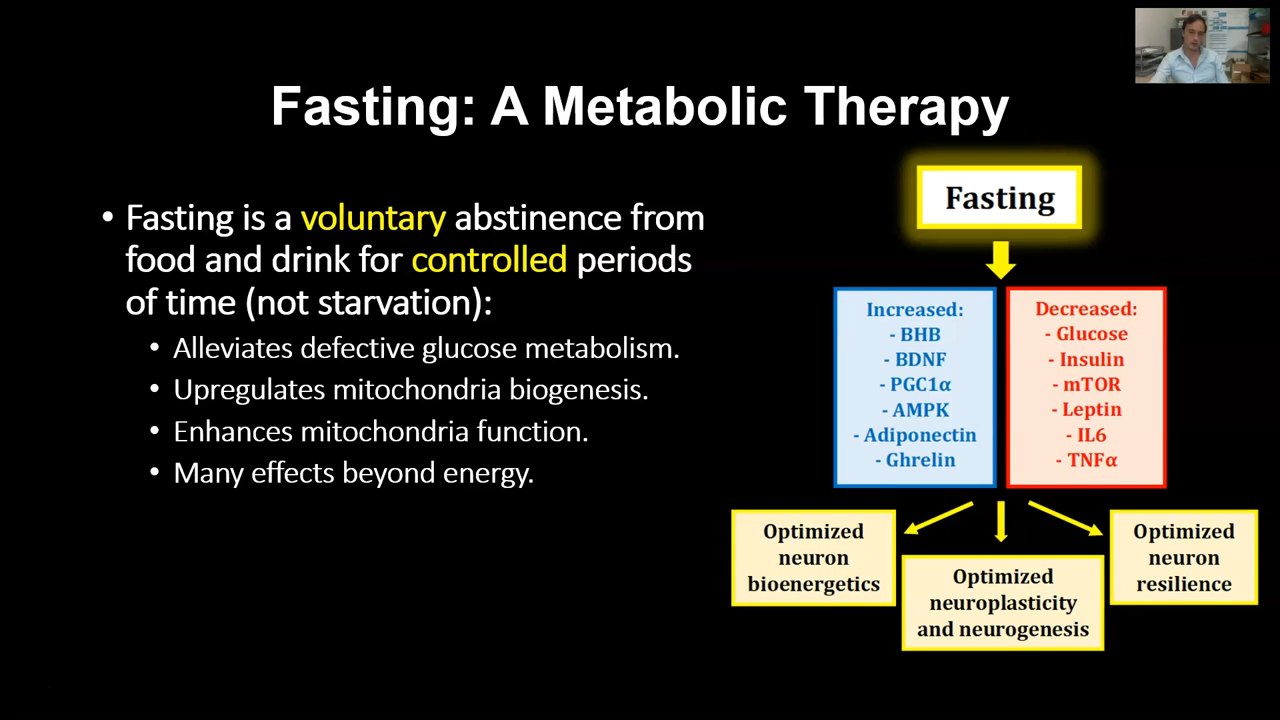 Fasting: A Metabolic Therapy
• Fasting is a voluntary abstinence from
food and drink for controlled periods
of time (not starvation):
• Alleviates defective glucose metabolism.
• Upregulates mitochondria biogenesis.
• Enhances mitochondria function.
• Many effects beyond energy.
Fasting
Increased:
- BHB
- BDNF
- PGC1α
- AMPK
- Adiponectin
- Ghrelin
Decreased:
- Glucose
- Insulin
- mTOR
- Leptin
- IL6
- TNFα
Optimized
neuron
bioenergetics
Optimized
neuroplasticity
and neurogenesis
Optimized
neuron
resilience